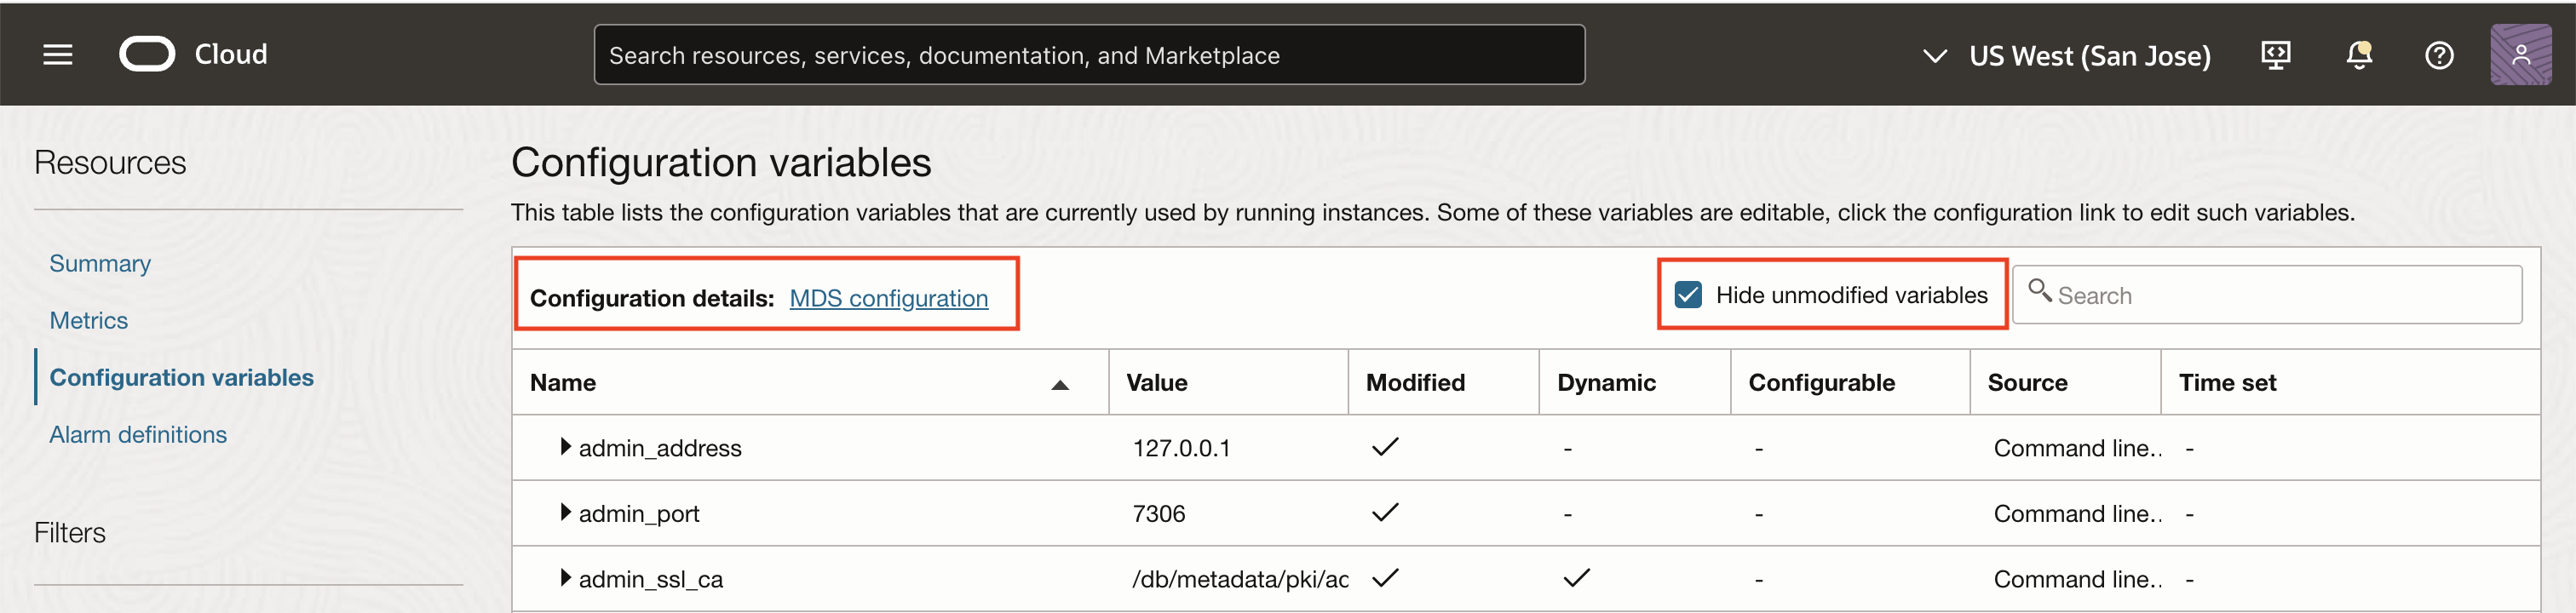 Cloud
Search resources, services, documentation, and Marketplace
US West (San Jose)
Resources
Summary
Metrics
Configuration variables
Alarm definitions
Filters
Configuration variables
This table lists the configuration variables that are currently used by running instances. Some of these variables are editable, click the configuration link to edit such variables.
Configuration details: MDS configuration
Hide unmodified variables
Search
Name Value Modified Dynamic Configurable Source Time set
admin_address 127.0.0.1 - - Command line.. -
admin_port 7306 - - Command line.. -
admin_ssl_ca /db/metadata/pki/ac - Command line.. -